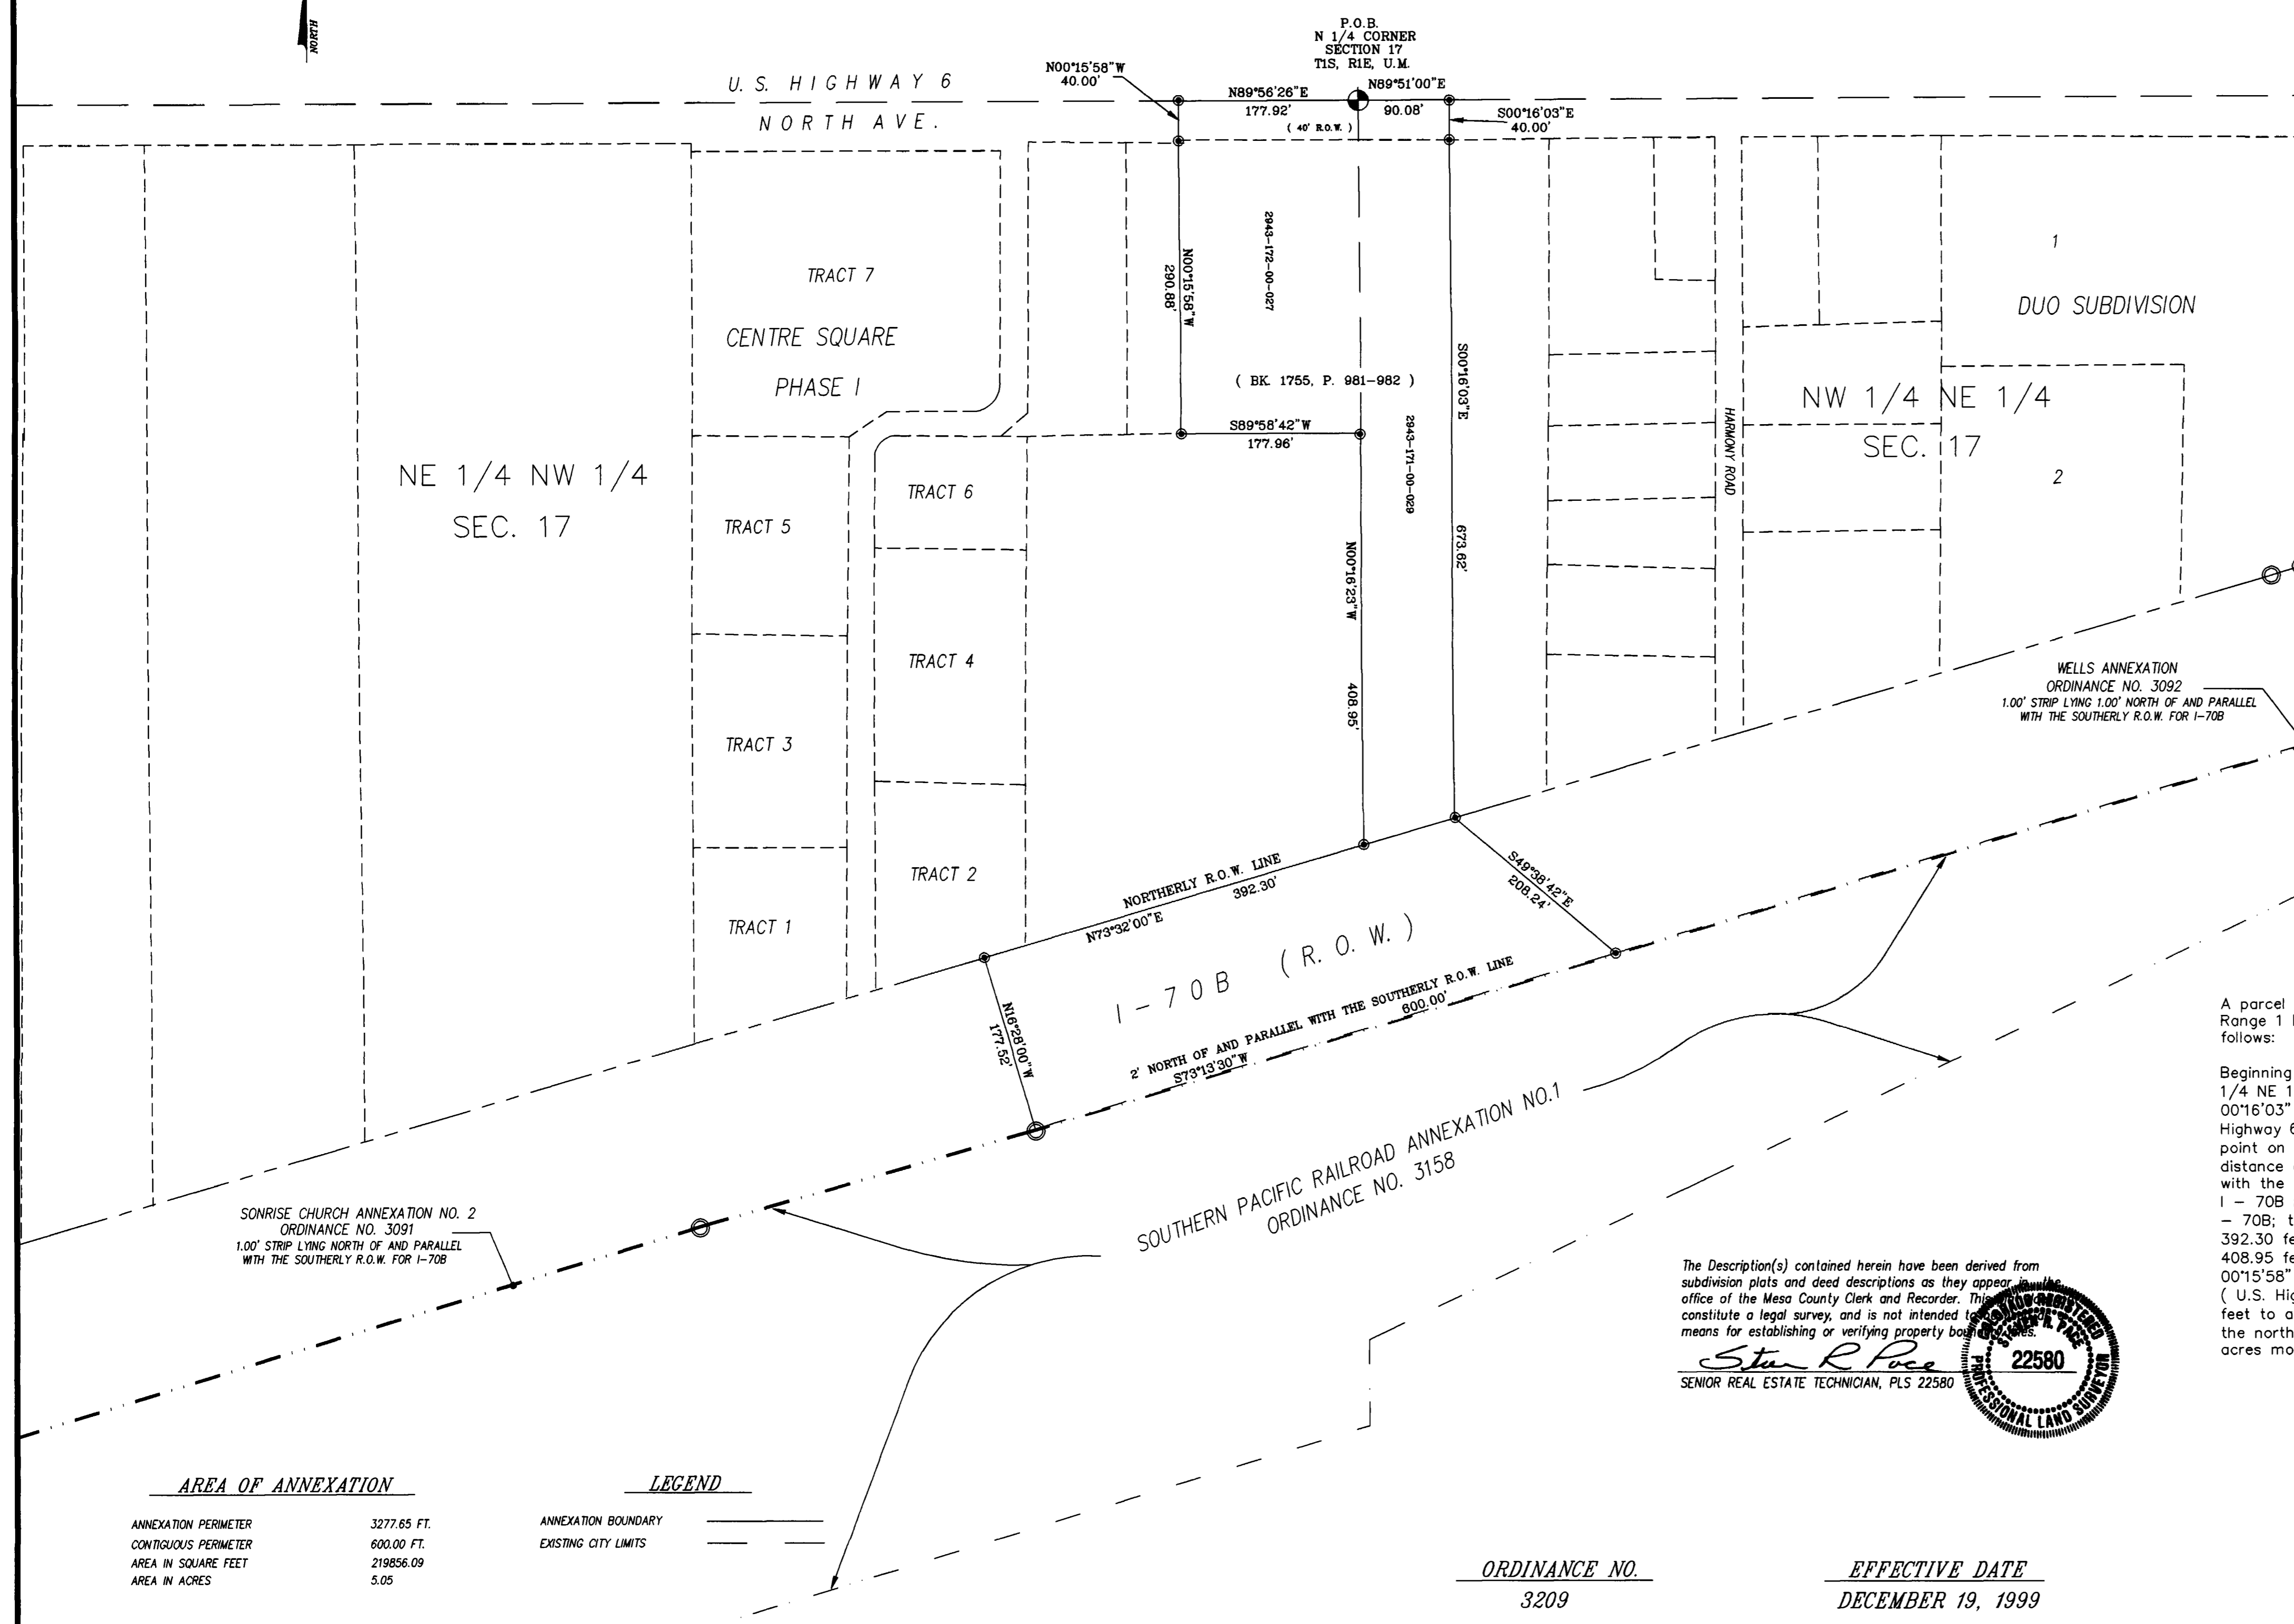 NORTH
P.O.B.
N 1/4 CORNER
SECTION 17
T1S, R1E, U.M.
N00°15'58"W
40.00'
U. S. HIGHWAY 6
NORTH AVE.
N89°56'26"E
177.92'
( 40' R.O.W. )
N89°51'00"E
90.08'
S00°16'03"E
40.00'
TRACT 7
CENTRE SQUARE
PHASE I
N00°15'58"W
290.88'
2943-172-00-027
( BK. 1755, P. 981-982 )
S00°16'03"E
673.62'
S89°58'42"W
177.96'
2943-171-00-029
N00°16'23"W
408.95'
HARMONY ROAD
1
DUO SUBDIVISION
NW 1/4 NE 1/4
SEC. 17
2
NE 1/4 NW 1/4
SEC. 17
TRACT 6
TRACT 5
TRACT 4
TRACT 3
TRACT 2
TRACT 1
WELLS ANNEXATION
ORDINANCE NO. 3092
1.00' STRIP LYING 1.00' NORTH OF AND PARALLEL
WITH THE SOUTHERLY R.O.W. FOR I-70B
NORTHERLY R.O.W. LINE
392.30'
N73°32'00"E
S49°38'42"E
208.24'
I - 70B ( R. O. W. )
N16°28'00"W
177.52'
2' NORTH OF AND PARALLEL WITH THE SOUTHERLY R.O.W. LINE
S73°13'30"W
600.00'
SOUTHERN PACIFIC RAILROAD ANNEXATION NO.1
ORDINANCE NO. 3158
SONRISE CHURCH ANNEXATION NO. 2
ORDINANCE NO. 3091
1.00' STRIP LYING NORTH OF AND PARALLEL
WITH THE SOUTHERLY R.O.W. FOR I-70B
A parcel
Range 1
follows:
Beginning
1/4 NE 1
00°16'03"
Highway 6
point on
distance
with the
I - 70B
- 70B; t
392.30 fe
408.95 fe
00°15'58"
( U.S. Hig
feet to a
the north
acres mo
The Description(s) contained herein have been derived from
subdivision plats and deed descriptions as they appear in the
office of the Mesa County Clerk and Recorder. This
constitute a legal survey, and is not intended to
means for establishing or verifying property boundary lines.
Steven R Pace
SENIOR REAL ESTATE TECHNICIAN, PLS 22580
COLORADO REGISTERED
STEVEN R. PACE
22580
PROFESSIONAL LAND SURVEYOR
AREA OF ANNEXATION
ANNEXATION PERIMETER 3277.65 FT.
CONTIGUOUS PERIMETER 600.00 FT.
AREA IN SQUARE FEET 219856.09
AREA IN ACRES 5.05
LEGEND
ANNEXATION BOUNDARY
EXISTING CITY LIMITS
ORDINANCE NO.
3209
EFFECTIVE DATE
DECEMBER 19, 1999